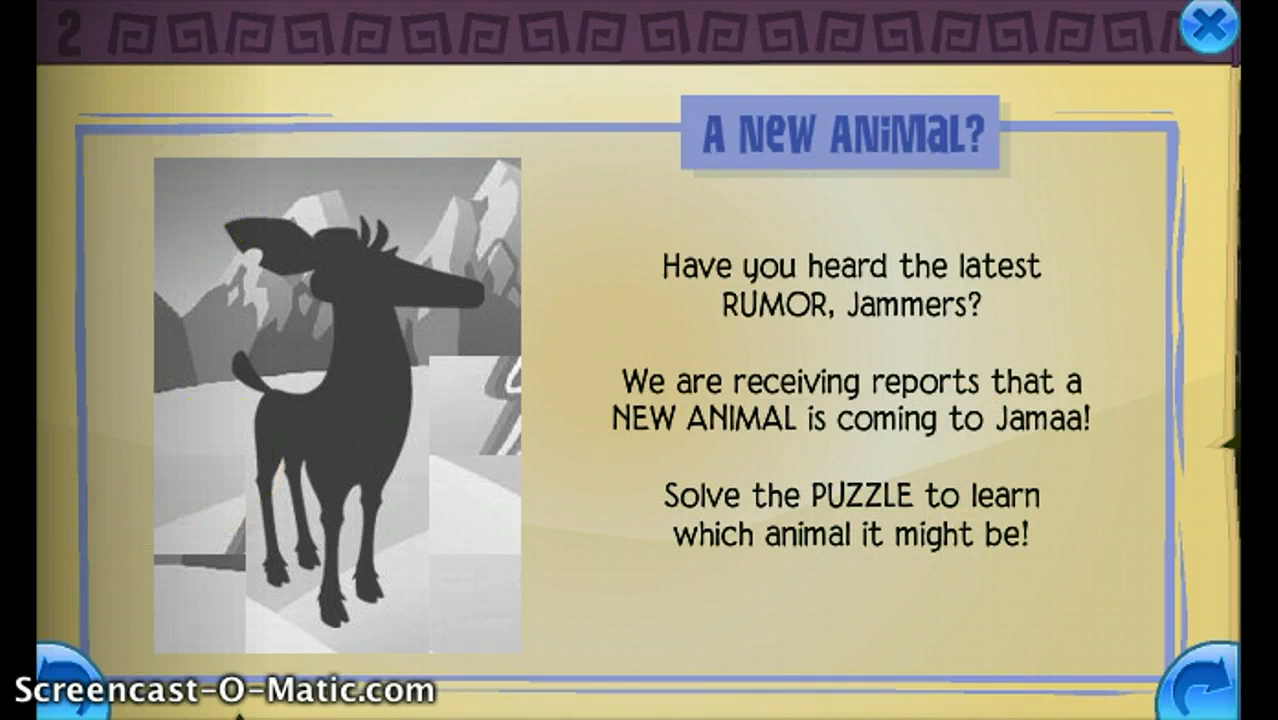 2
A NEW ANIMAL?
Have you heard the latest
RUMOR, Jammers?
We are receiving reports that a
NEW ANIMAL is coming to Jamaa!
Solve the PUZZLE to learn
which animal it might be!
Screencast-O-Matic.com